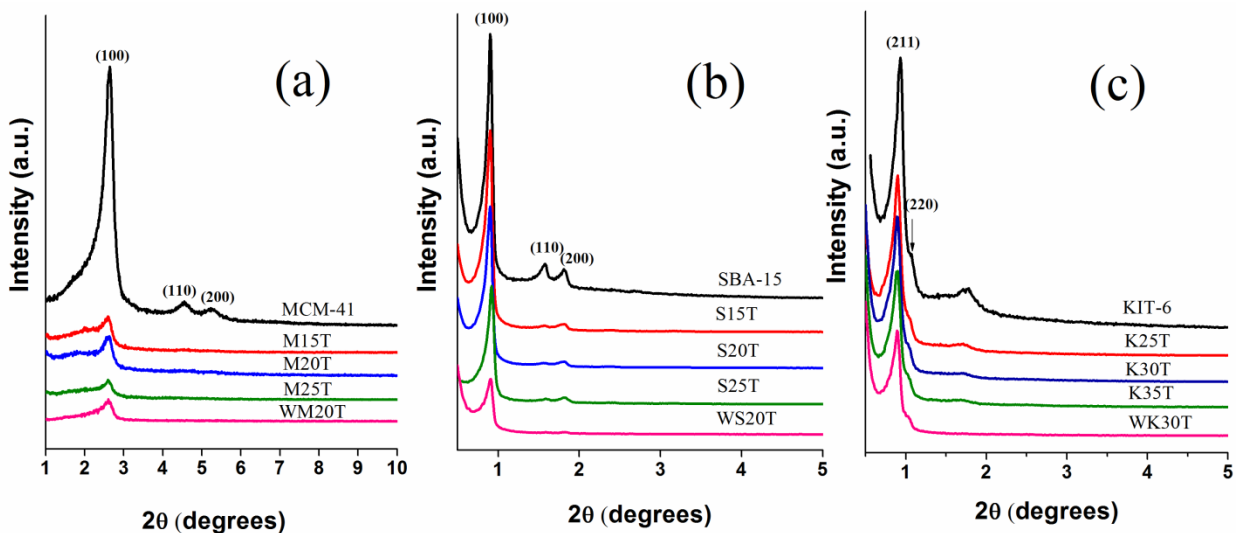 (a)
(100)
(110)
(200)
MCM-41
M15T
M20T
M25T
WM20T
Intensity (a.u.)
1 2 3 4 5 6 7 8 9 10
2θ (degrees)
(b)
(100)
(110)
(200)
SBA-15
S15T
S20T
S25T
WS20T
Intensity (a.u.)
1 2 3 4 5
2θ (degrees)
(c)
(211)
(220)
KIT-6
K25T
K30T
K35T
WK30T
Intensity (a.u.)
1 2 3 4 5
2θ (degrees)